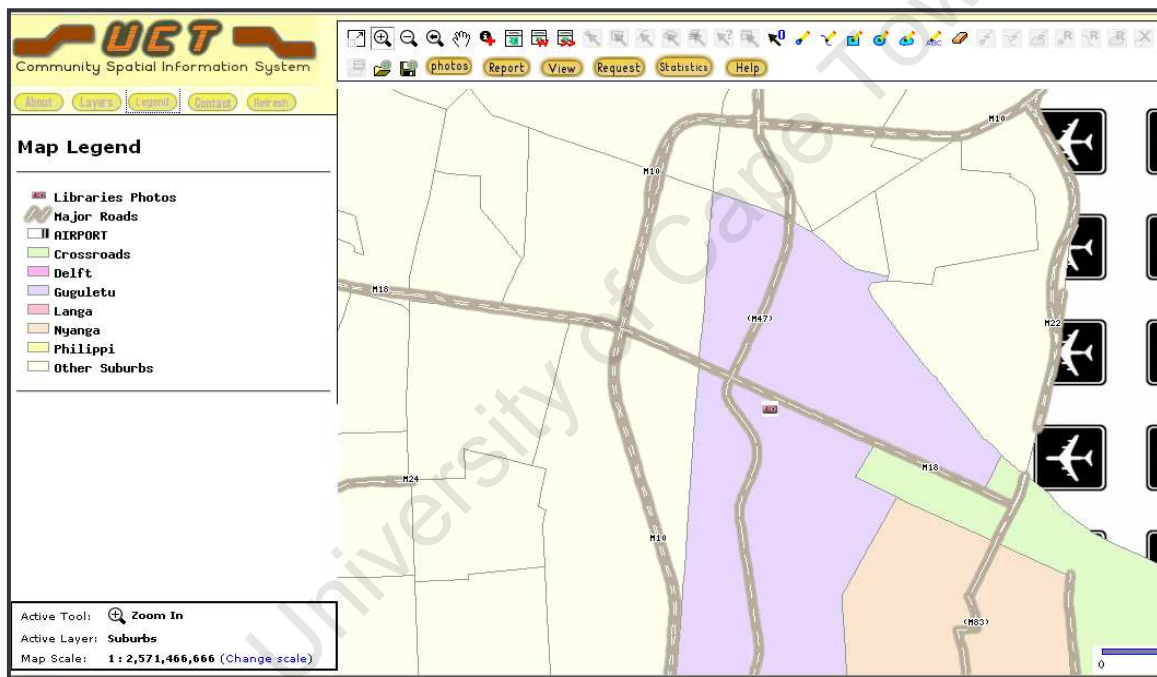 UCT
Community Spatial Information System
About Layers Legend Contact Refresh
photos Report View Request Statistics Help
Map Legend
Libraries Photos
Major Roads
AIRPORT
Crossroads
Delft
Guguletu
Langa
Nyanga
Philippi
Other Suburbs
Active Tool: Zoom In
Active Layer: Suburbs
Map Scale: 1 : 2,571,466,666 (Change scale)
ABC
M10
M10
M18
(M47)
M22
M18
M24
M10
(M83)
0
University of Cape Town